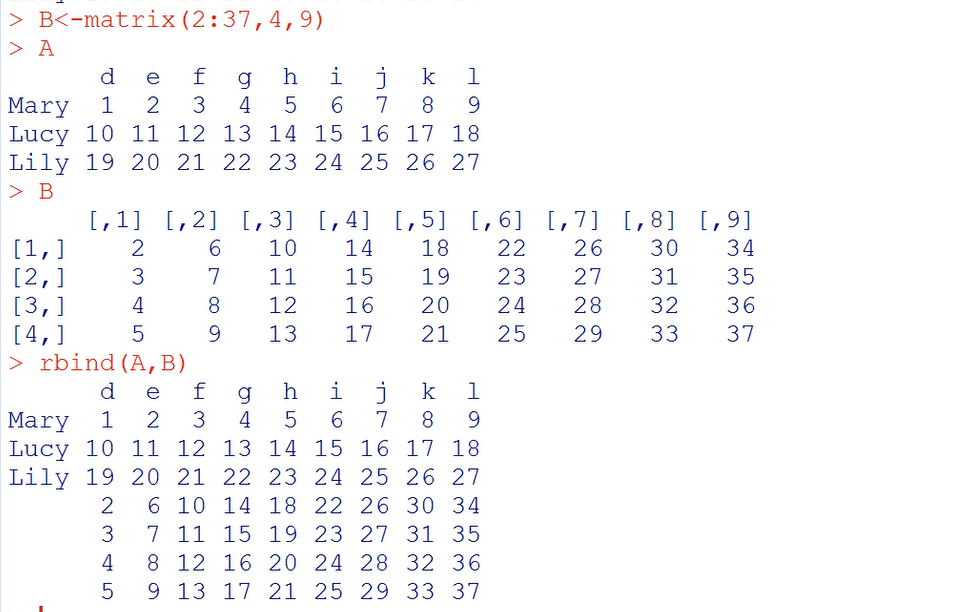 > B<-matrix(2:37,4,9)
> A
d e f g h i j k l
Mary 1 2 3 4 5 6 7 8 9
Lucy 10 11 12 13 14 15 16 17 18
Lily 19 20 21 22 23 24 25 26 27
> B
[,1] [,2] [,3] [,4] [,5] [,6] [,7] [,8] [,9]
[1,] 2 6 10 14 18 22 26 30 34
[2,] 3 7 11 15 19 23 27 31 35
[3,] 4 8 12 16 20 24 28 32 36
[4,] 5 9 13 17 21 25 29 33 37
> rbind(A,B)
d e f g h i j k l
Mary 1 2 3 4 5 6 7 8 9
Lucy 10 11 12 13 14 15 16 17 18
Lily 19 20 21 22 23 24 25 26 27
2 6 10 14 18 22 26 30 34
3 7 11 15 19 23 27 31 35
4 8 12 16 20 24 28 32 36
5 9 13 17 21 25 29 33 37